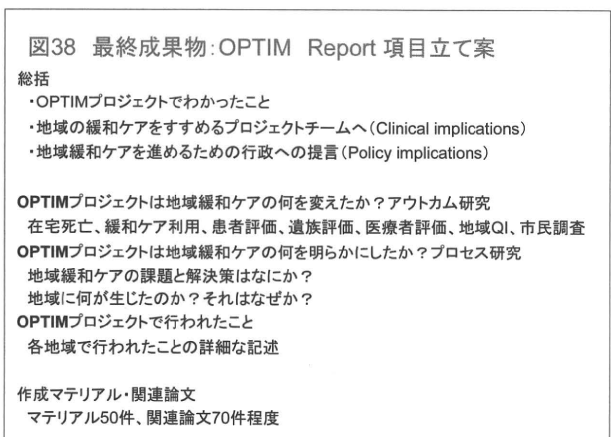 図38　最終成果物:OPTIM　Report 項目立て案
総括
・OPTIMプロジェクトでわかったこと
・地域の緩和ケアをすすめるプロジェクトチームへ(Clinical implications)
・地域緩和ケアを進めるための行政への提言(Policy implications)
OPTIMプロジェクトは地域緩和ケアの何を変えたか？アウトカム研究
在宅死亡、緩和ケア利用、患者評価、遺族評価、医療者評価、地域QI、市民調査
OPTIMプロジェクトは地域緩和ケアの何を明らかにしたか？プロセス研究
地域緩和ケアの課題と解決策はなにか？
地域に何が生じたのか？それはなぜか？
OPTIMプロジェクトで行われたこと
各地域で行われたことの詳細な記述
作成マテリアル・関連論文
マテリアル50件、関連論文70件程度